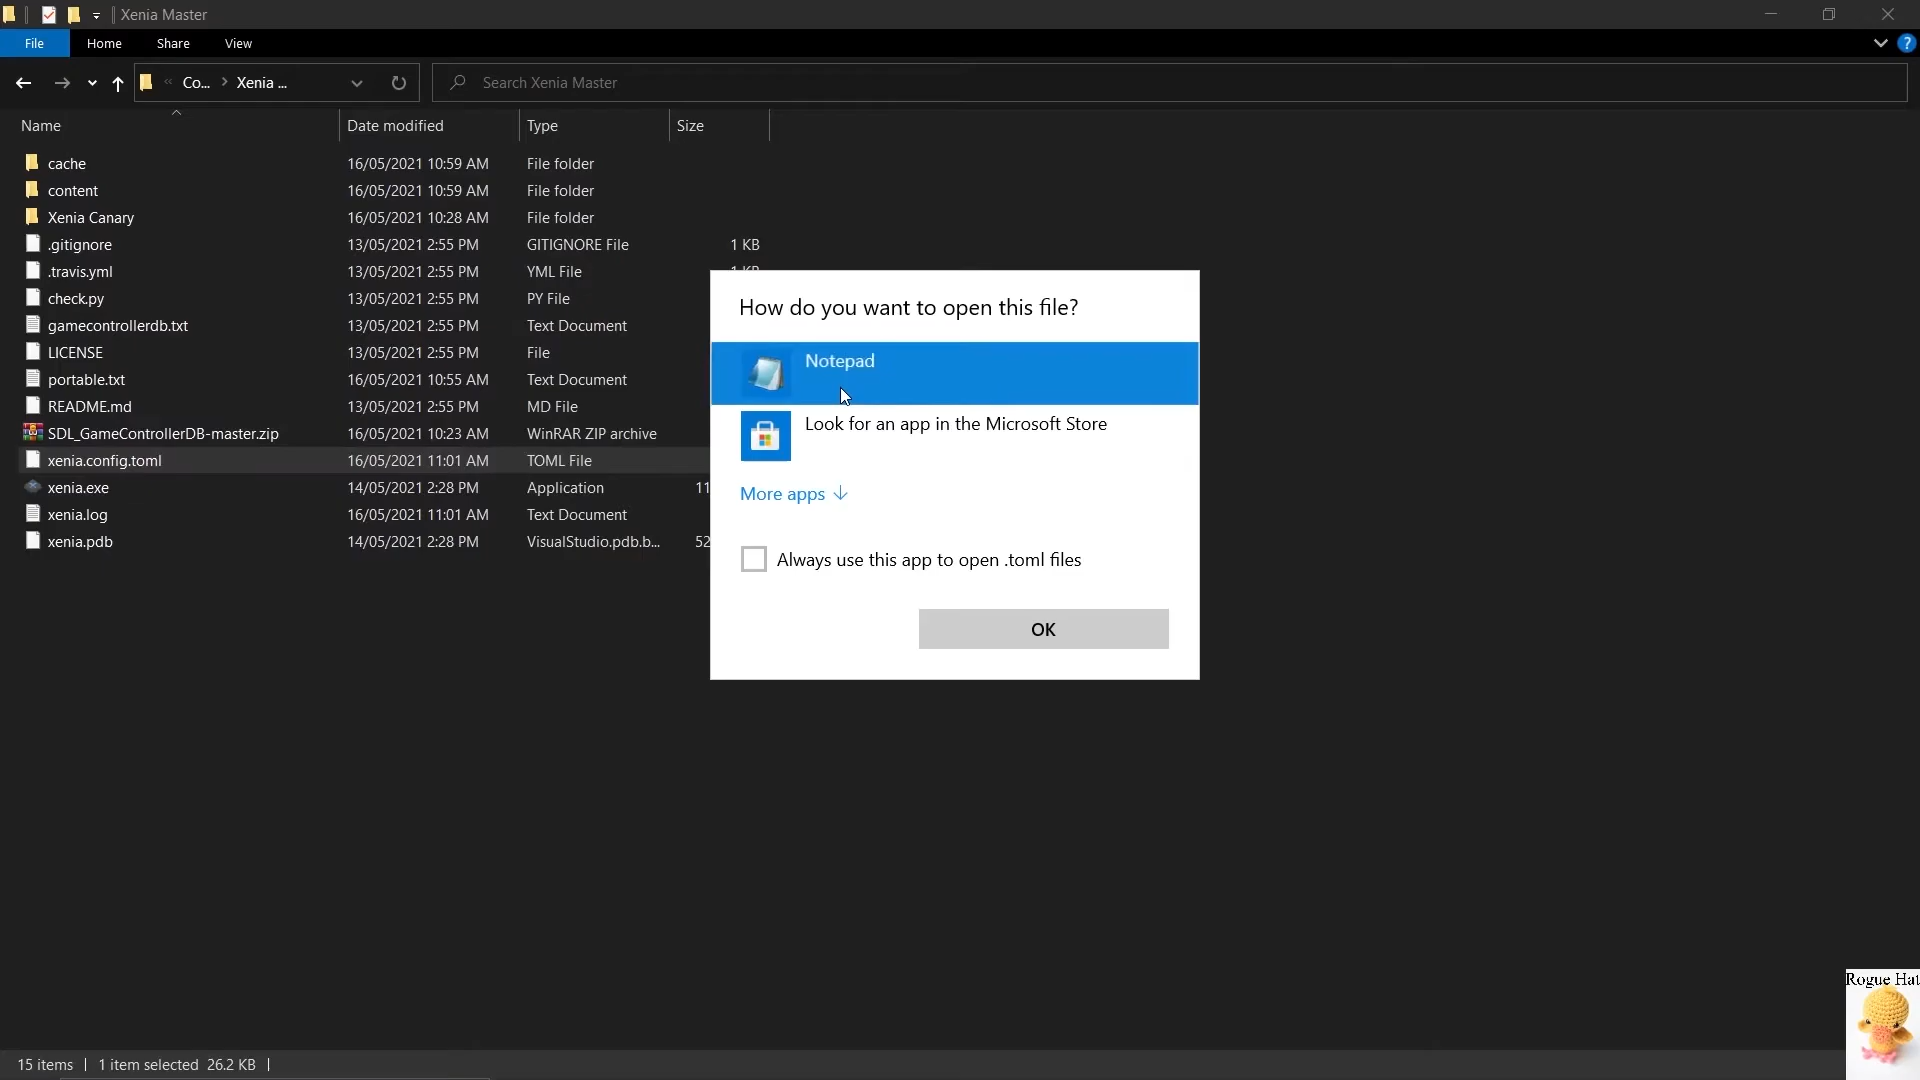 Xenia Master
File Home Share View
« Co... > Xenia ... Search Xenia Master
Name Date modified Type Size
cache 16/05/2021 10:59 AM File folder
content 16/05/2021 10:59 AM File folder
Xenia Canary 16/05/2021 10:28 AM File folder
.gitignore 13/05/2021 2:55 PM GITIGNORE File 1 KB
.travis.yml 13/05/2021 2:55 PM YML File 1 KB
check.py 13/05/2021 2:55 PM PY File
gamecontrollerdb.txt 13/05/2021 2:55 PM Text Document
LICENSE 13/05/2021 2:55 PM File
portable.txt 16/05/2021 10:55 AM Text Document
README.md 13/05/2021 2:55 PM MD File
SDL_GameControllerDB-master.zip 16/05/2021 10:23 AM WinRAR ZIP archive
xenia.config.toml 16/05/2021 11:01 AM TOML File
xenia.exe 14/05/2021 2:28 PM Application 11
xenia.log 16/05/2021 11:01 AM Text Document
xenia.pdb 14/05/2021 2:28 PM VisualStudio.pdb.b... 52
How do you want to open this file?
Notepad
Look for an app in the Microsoft Store
More apps ↓
Always use this app to open .toml files
OK
Rogue Hat
15 items | 1 item selected 26.2 KB |